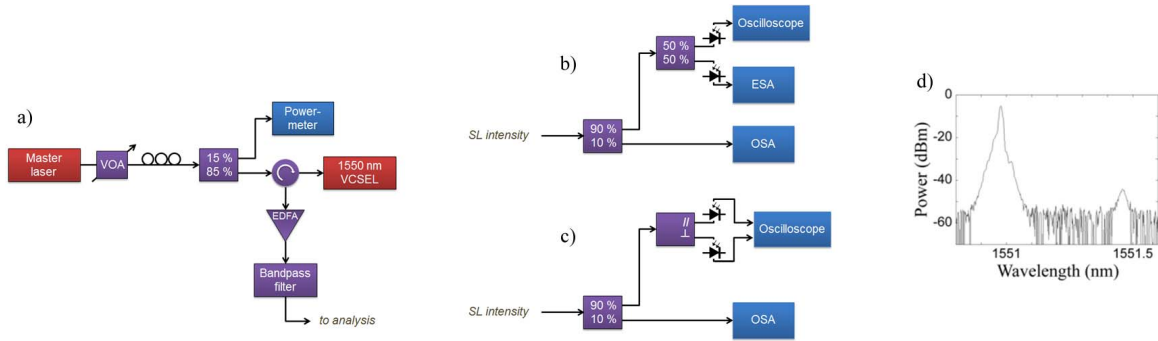 a)
Master
laser
VOA
15 %
85 %
Power-
meter
1550 nm
VCSEL
EDFA
Bandpass
filter
to analysis
b)
SL intensity
90 %
10 %
50 %
50 %
Oscilloscope
ESA
OSA
c)
SL intensity
90 %
10 %
//
⊥
Oscilloscope
OSA
d)
Power (dBm)
0
-20
-40
-60
1551
1551.5
Wavelength (nm)